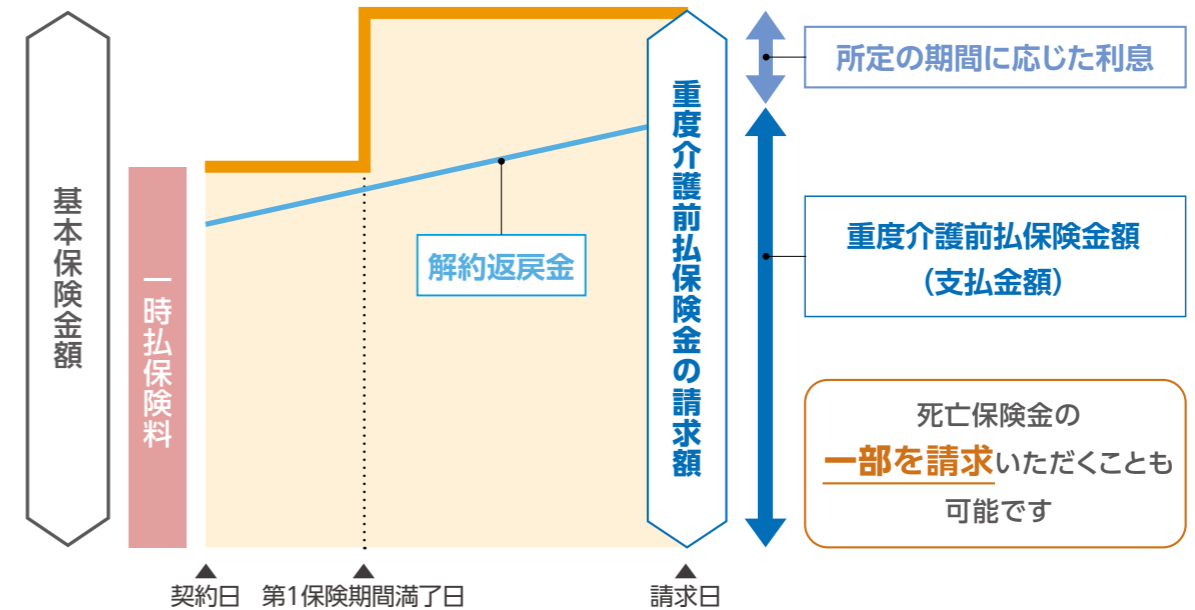 基本保険金額
一時払保険料
解約返戻金
重度介護前払保険金の請求額
所定の期間に応じた利息
重度介護前払保険金額
(支払金額)
死亡保険金の
一部を請求いただくことも
可能です
契約日
第1保険期間満了日
請求日